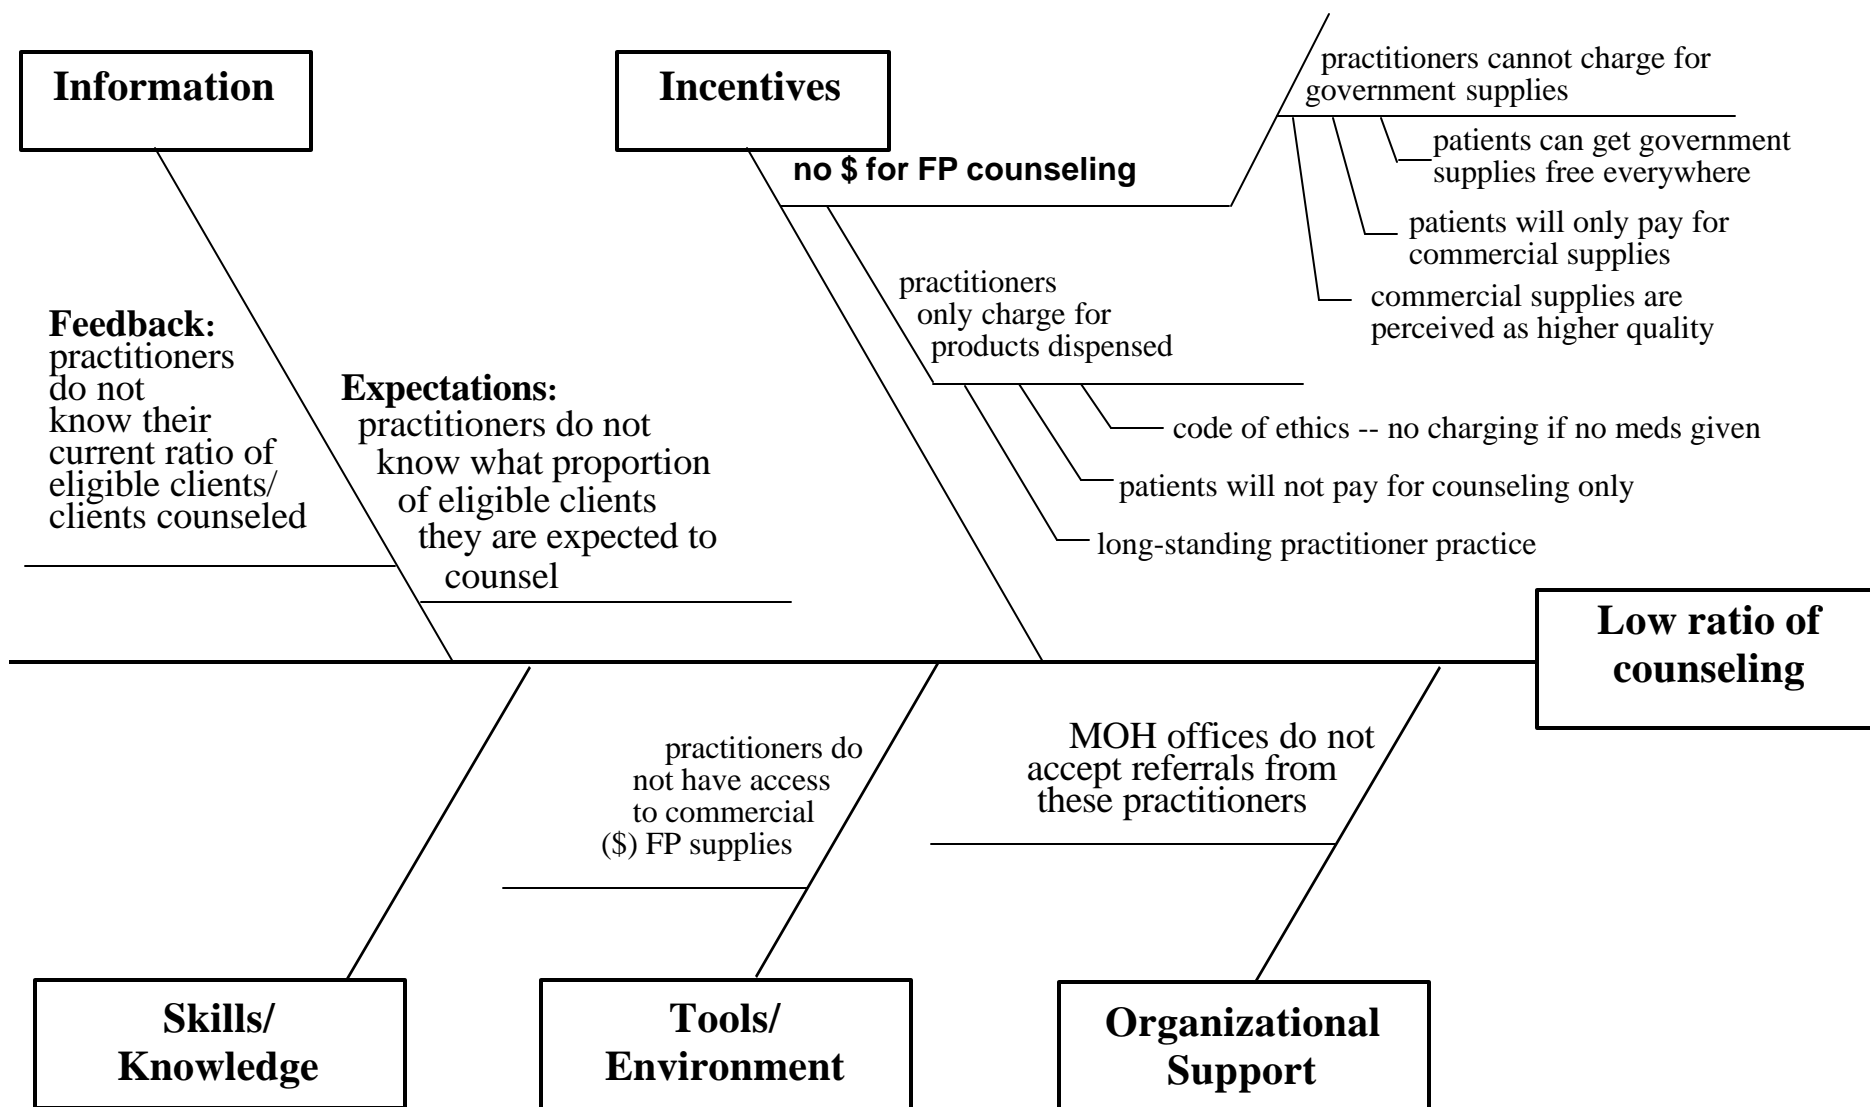 Information
Incentives
practitioners cannot charge for
government supplies
patients can get government
supplies free everywhere
patients will only pay for
commercial supplies
commercial supplies are
perceived as higher quality
no $ for FP counseling
practitioners
only charge for
products dispensed
code of ethics -- no charging if no meds given
patients will not pay for counseling only
long-standing practitioner practice
Feedback:
practitioners
do not
know their
current ratio of
eligible clients/
clients counseled
Expectations:
practitioners do not
know what proportion
of eligible clients
they are expected to
counsel
Low ratio of
counseling
practitioners do
not have access
to commercial
($) FP supplies
MOH offices do not
accept referrals from
these practitioners
Skills/
Knowledge
Tools/
Environment
Organizational
Support